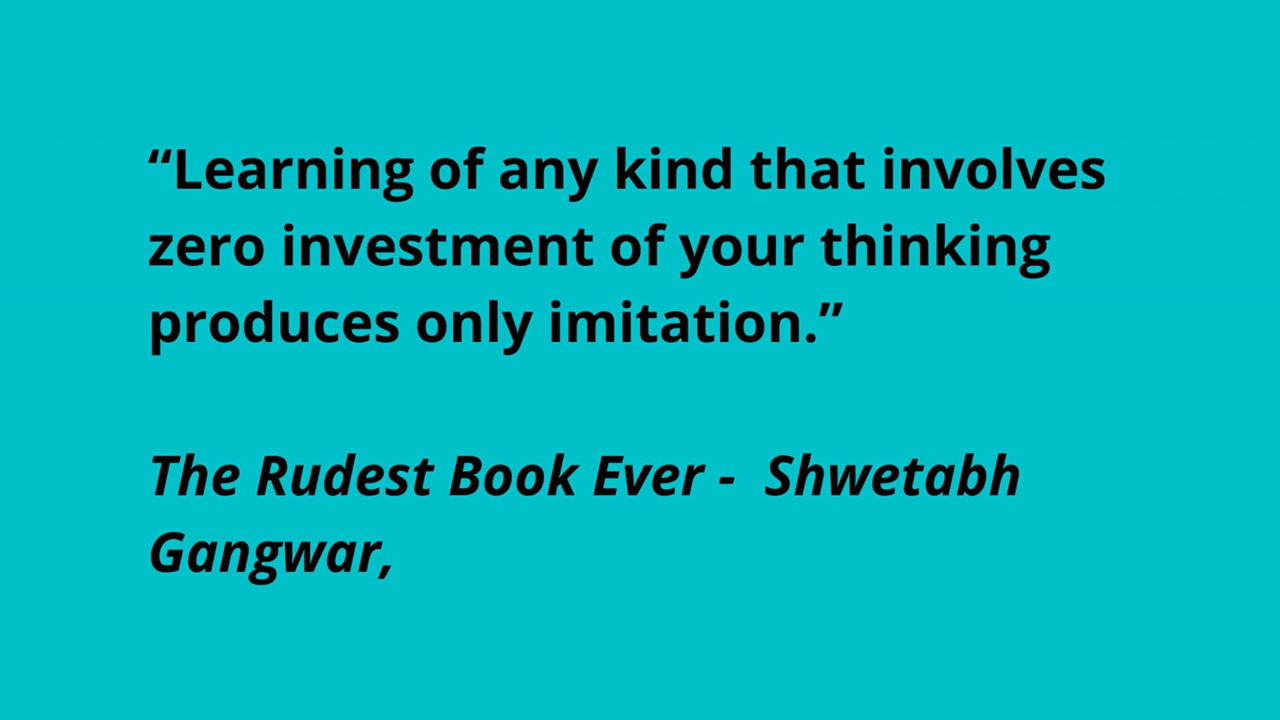 “Learning of any kind that involves
zero investment of your thinking
produces only imitation.”
The Rudest Book Ever -  Shwetabh
Gangwar,